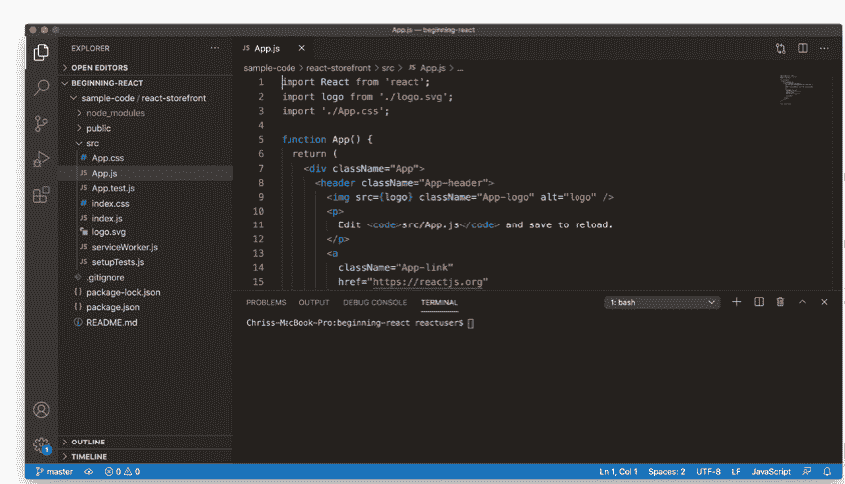 App.js — beginning-react
EXPLORER
OPEN EDITORS
BEGINNING-REACT
sample-code / react-storefront
node_modules
public
src
App.css
App.js
App.test.js
index.css
index.js
logo.svg
serviceWorker.js
setupTests.js
.gitignore
package-lock.json
package.json
README.md
OUTLINE
TIMELINE
JS App.js
sample-code > react-storefront > src > JS App.js > ...
1 import React from 'react';
2 import logo from './logo.svg';
3 import './App.css';
4
5 function App() {
6 return (
7 <div className="App">
8 <header className="App-header">
9 <img src={logo} className="App-logo" alt="logo" />
10 <p>
11 Edit <code>src/App.js</code> and save to reload.
12 </p>
13 <a
14 className="App-link"
15 href="https://reactjs.org"
PROBLEMS OUTPUT DEBUG CONSOLE TERMINAL 1: bash
Chriss-MccBook-Pro:beginning-react reactuser$
1
master 0 0 Ln 1, Col 1 Spaces: 2 UTF-8 LF JavaScript